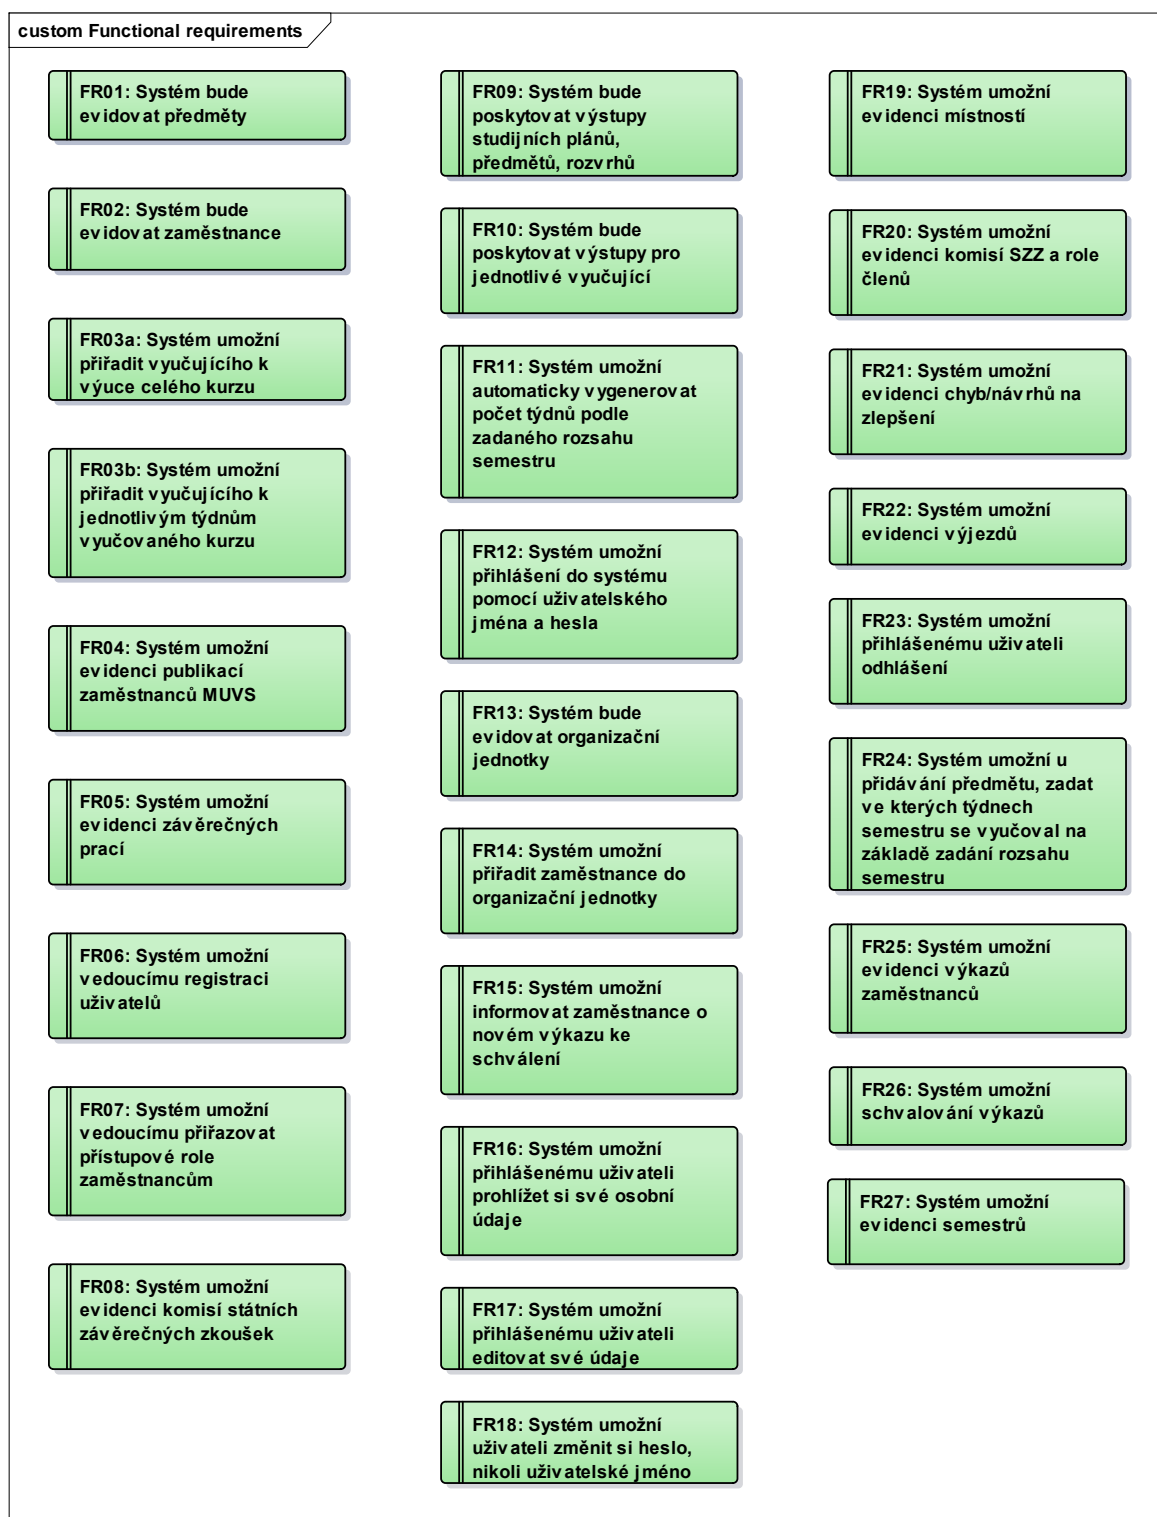 custom Functional requirements
FR01: Systém bude
evidovat předměty
FR02: Systém bude
evidovat zaměstnance
FR03a: Systém umožní
přiřadit vyučujícího k
výuce celého kurzu
FR03b: Systém umožní
přiřadit vyučujícího k
jednotlivým týdnům
vyučovaného kurzu
FR04: Systém umožní
evidenci publikací
zaměstnanců MUVS
FR05: Systém umožní
evidenci závěrečných
prací
FR06: Systém umožní
vedoucímu registraci
uživatelů
FR07: Systém umožní
vedoucímu přiřazovat
přístupové role
zaměstnancům
FR08: Systém umožní
evidenci komisí státních
závěrečných zkoušek
FR09: Systém bude
poskytovat výstupy
studijních plánů,
předmětů, rozvrhů
FR10: Systém bude
poskytovat výstupy pro
jednotlivé vyučující
FR11: Systém umožní
automaticky vygenerovat
počet týdnů podle
zadaného rozsahu
semestru
FR12: Systém umožní
přihlášení do systému
pomocí uživatelského
jména a hesla
FR13: Systém bude
evidovat organizační
jednotky
FR14: Systém umožní
přiřadit zaměstnance do
organizační jednotky
FR15: Systém umožní
informovat zaměstnance o
novém výkazu ke
schválení
FR16: Systém umožní
přihlášenému uživateli
prohlížet si své osobní
údaje
FR17: Systém umožní
přihlášenému uživateli
editovat své údaje
FR18: Systém umožní
uživateli změnit si heslo,
nikoli uživatelské jméno
FR19: Systém umožní
evidenci místností
FR20: Systém umožní
evidenci komisí SZZ a role
členů
FR21: Systém umožní
evidenci chyb/návrhů na
zlepšení
FR22: Systém umožní
evidenci výjezdů
FR23: Systém umožní
přihlášenému uživateli
odhlášení
FR24: Systém umožní u
přidávání předmětu, zadat
ve kterých týdnech
semestru se vyučoval na
základě zadání rozsahu
semestru
FR25: Systém umožní
evidenci výkazů
zaměstnanců
FR26: Systém umožní
schvalování výkazů
FR27: Systém umožní
evidenci semestrů